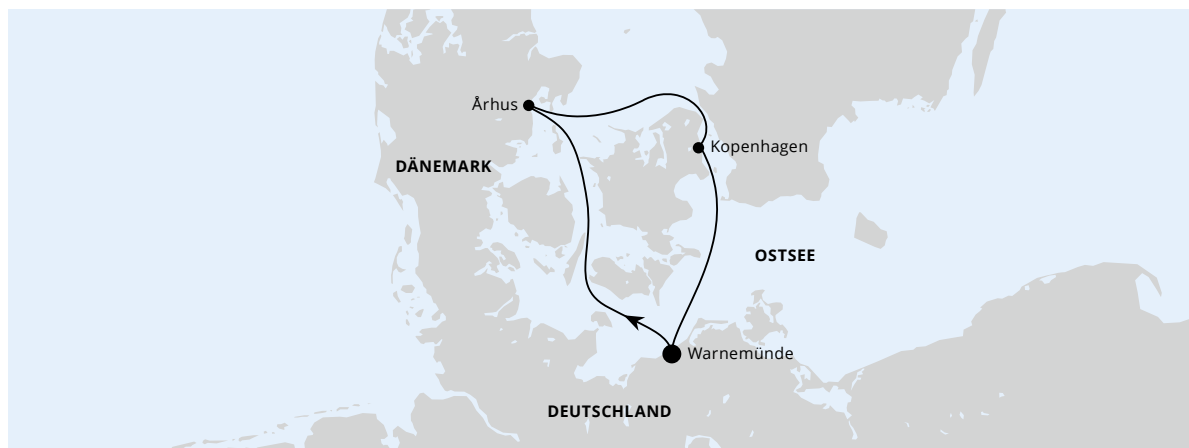 Århus
Kopenhagen
DÄNEMARK
OSTSEE
Warnemünde
DEUTSCHLAND